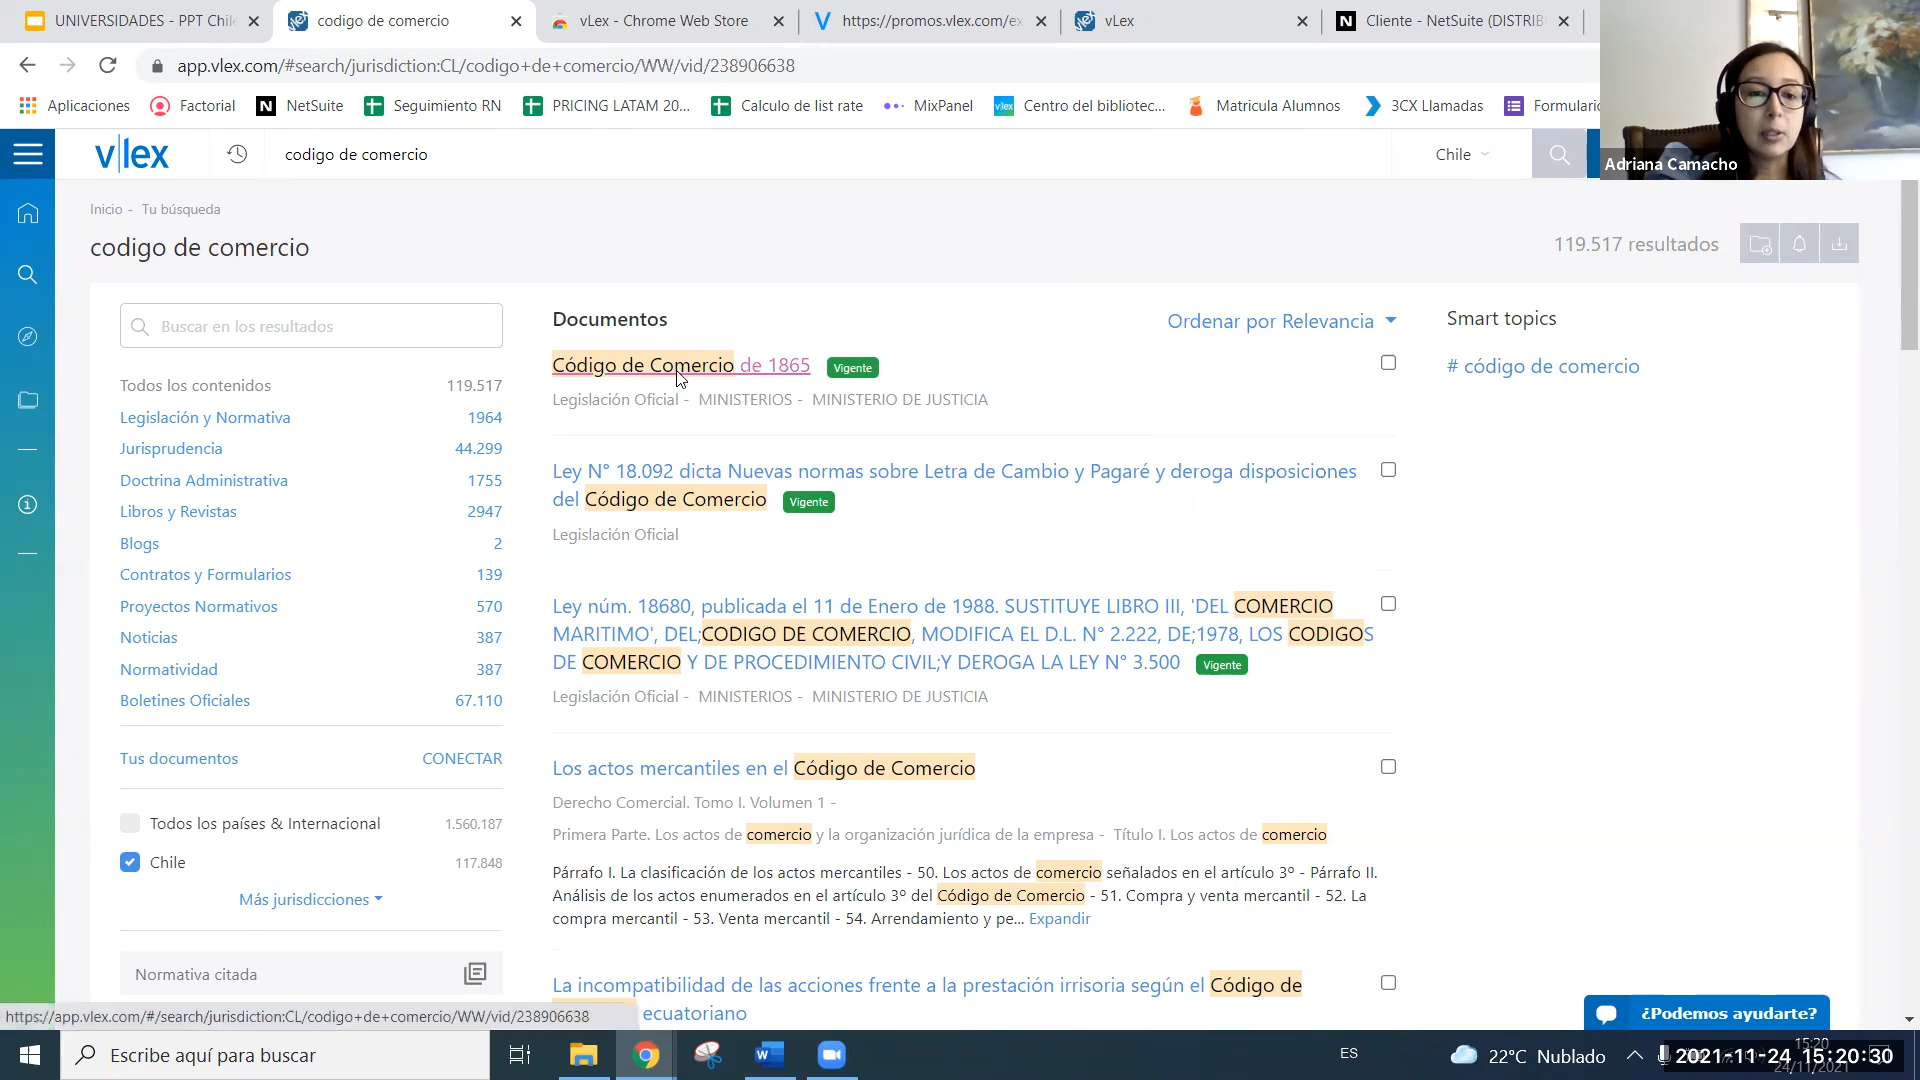 UNIVERSIDADES - PPT Chil
codigo de comercio
vLex - Chrome Web Store
https://promos.vlex.com/ex
vLex
Cliente - NetSuite (DISTRIB
app.vlex.com/#search/jurisdiction:CL/codigo+de+comercio/WW/vid/238906638
Aplicaciones
Factorial
NetSuite
Seguimiento RN
PRICING LATAM 20...
Calculo de list rate
MixPanel
Centro del bibliotec...
Matricula Alumnos
3CX Llamadas
Formulario
Adriana Camacho
vlex
codigo de comercio
Chile
Inicio - Tu búsqueda
codigo de comercio
119.517 resultados
Buscar en los resultados
Todos los contenidos 119.517
Legislación y Normativa 1964
Jurisprudencia 44.299
Doctrina Administrativa 1755
Libros y Revistas 2947
Blogs 2
Contratos y Formularios 139
Proyectos Normativos 570
Noticias 387
Normatividad 387
Boletines Oficiales 67.110
Tus documentos CONECTAR
Todos los países & Internacional 1.560.187
Chile 117.848
Más jurisdicciones
Normativa citada
Documentos
Ordenar por Relevancia
Código de Comercio de 1865 Vigente
Legislación Oficial - MINISTERIOS - MINISTERIO DE JUSTICIA
Ley N° 18.092 dicta Nuevas normas sobre Letra de Cambio y Pagaré y deroga disposiciones
del Código de Comercio Vigente
Legislación Oficial
Ley núm. 18680, publicada el 11 de Enero de 1988. SUSTITUYE LIBRO III, 'DEL COMERCIO
MARITIMO', DEL;CODIGO DE COMERCIO, MODIFICA EL D.L. N° 2.222, DE;1978, LOS CODIGOS
DE COMERCIO Y DE PROCEDIMIENTO CIVIL;Y DEROGA LA LEY N° 3.500 Vigente
Legislación Oficial - MINISTERIOS - MINISTERIO DE JUSTICIA
Los actos mercantiles en el Código de Comercio
Derecho Comercial. Tomo I. Volumen 1 -
Primera Parte. Los actos de comercio y la organización jurídica de la empresa - Título I. Los actos de comercio
Párrafo I. La clasificación de los actos mercantiles - 50. Los actos de comercio señalados en el artículo 3º - Párrafo II.
Análisis de los actos enumerados en el artículo 3º del Código de Comercio - 51. Compra y venta mercantil - 52. La
compra mercantil - 53. Venta mercantil - 54. Arrendamiento y pe... Expandir
La incompatibilidad de las acciones frente a la prestación irrisoria según el Código de
ecuatoriano
Smart topics
# código de comercio
¿Podemos ayudarte?
https://app.vlex.com/#/search/jurisdiction:CL/codigo+de+comercio/WW/vid/238906638
Escribe aquí para buscar
ES
22°C Nublado
15:20
24/11/2021
2021-11-24 15:20:30